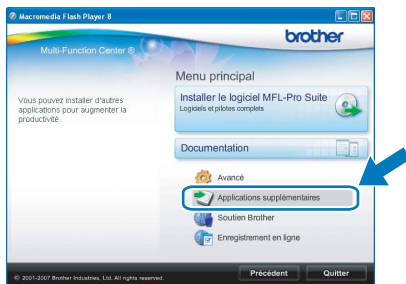 Macromedia Flash Player 8
Multi-Function Center ®
brother
Menu principal
Vous pouvez installer d'autres
applications pour augmenter la
productivité.
Installer le logiciel MFL-Pro Suite
Logiciels et pilotes complets
Documentation
Avancé
Applications supplémentaires
Soutien Brother
Enregistrement en ligne
© 2001-2007 Brother Industries, Ltd. All rights reserved.
Précédent
Quitter